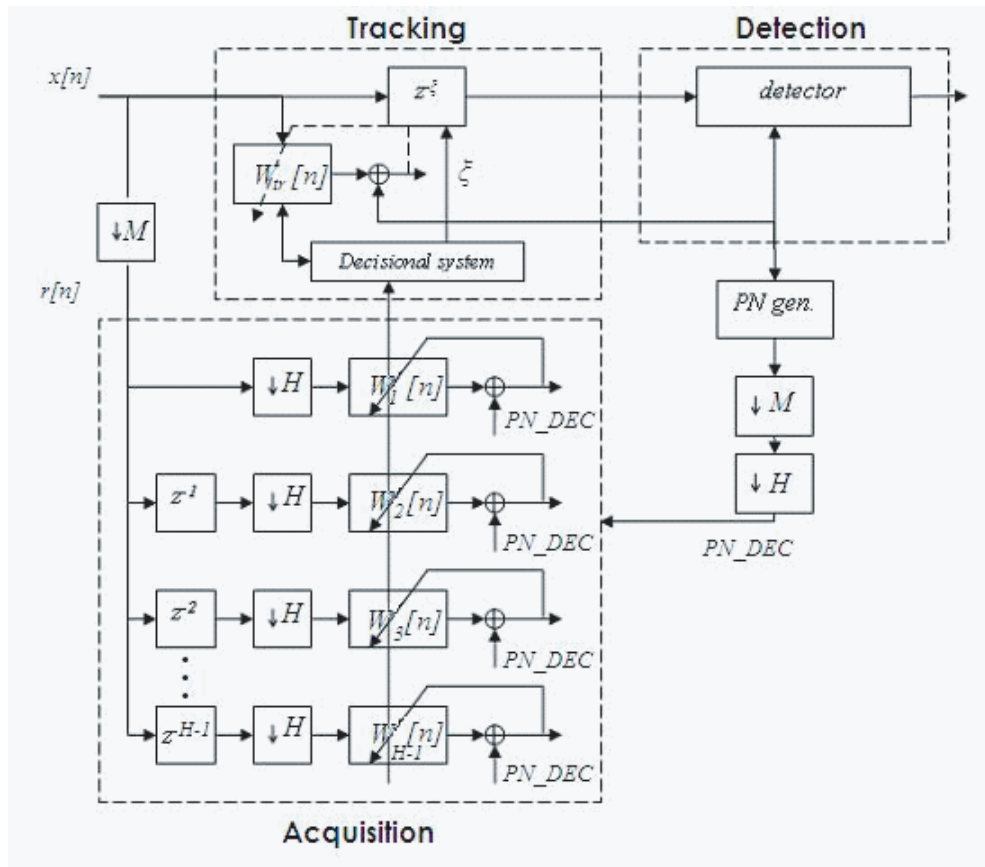 Tracking
Detection
x[n]
z^ξ
detector
W_tr[n]
ξ
↓M
Decisional system
r[n]
PN gen.
↓ H
W_1[n]
PN_DEC
↓ M
z^-1
↓ H
W_2[n]
PN_DEC
↓ H
PN_DEC
z^2
↓ H
W_3[n]
PN_DEC
z^-H-1
↓ H
W_H-1[n]
PN_DEC
Acquisition